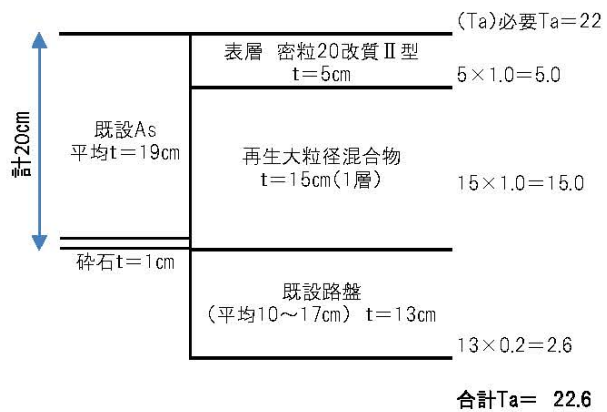 (Ta)必要Ta=22
表層 密粒20改質Ⅱ型
t=5cm
5×1.0=5.0
計20cm
既設As
平均t=19cm
再生大粒径混合物
t=15cm(1層)
15×1.0=15.0
砕石t=1cm
既設路盤
(平均10～17cm) t=13cm
13×0.2=2.6
合計Ta= 22.6